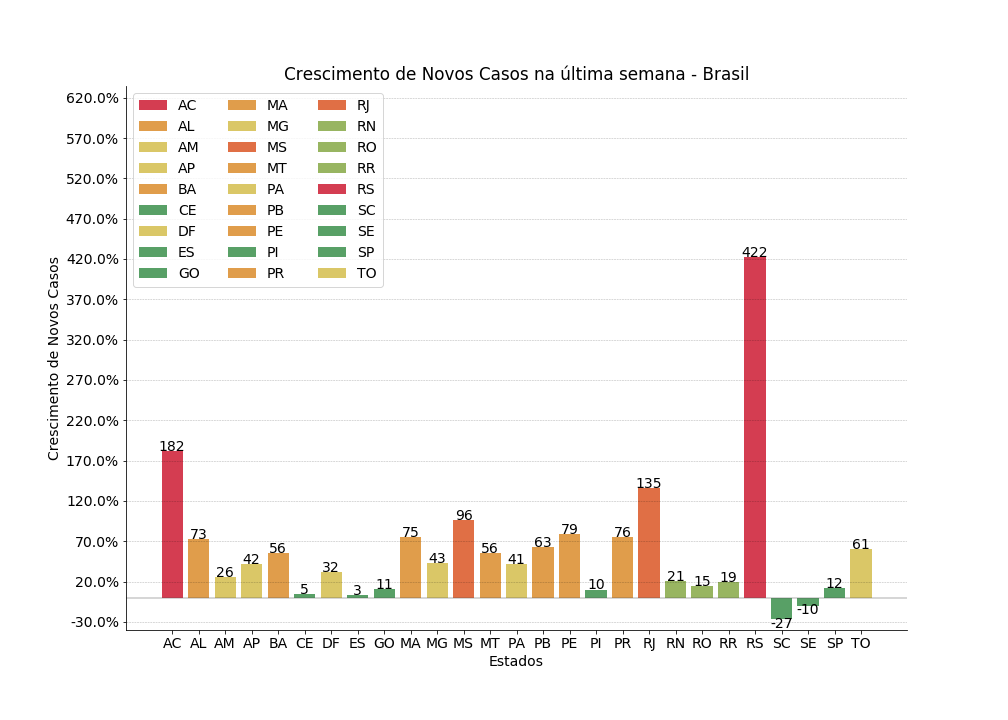 Crescimento de Novos Casos na última semana - Brasil
620.0%
570.0%
520.0%
470.0%
420.0%
370.0%
320.0%
270.0%
220.0%
170.0%
120.0%
70.0%
20.0%
-30.0%
Crescimento de Novos Casos
AC MA RJ
AL MG RN
AM MS RO
AP MT RR
BA PA RS
CE PB SC
DF PE SE
ES PI SP
GO PR TO
182 73 26 42 56 5 32 3 11 75 43 96 56 41 63 79 10 76 135 21 15 19 422 -27 -10 12 61
AC AL AM AP BA CE DF ES GO MA MG MS MT PA PB PE PI PR RJ RN RO RR RS SC SE SP TO
Estados